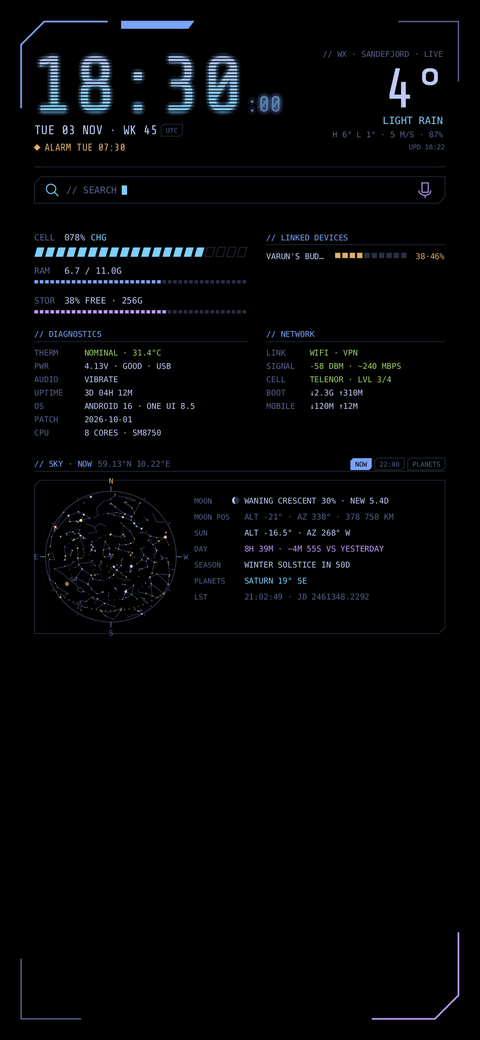 18:30:00
TUE 03 NOV · WK 45 UTC
◆ ALARM TUE 07:30
// WX · SANDEFJORD · LIVE
4°
LIGHT RAIN
H 6° L 1° · 5 M/S · 87%
UPD 18:22
// SEARCH
CELL 078% CHG
RAM 6.7 / 11.0G
STOR 38% FREE · 256G
// LINKED DEVICES
VARUN'S BUD… 38·46%
// DIAGNOSTICS
THERM NOMINAL · 31.4°C
PWR 4.13V · GOOD · USB
AUDIO VIBRATE
UPTIME 3D 04H 12M
OS ANDROID 16 · ONE UI 8.5
PATCH 2026-10-01
CPU 8 CORES · SM8750
// NETWORK
LINK WIFI · VPN
SIGNAL -58 DBM · ~240 MBPS
CELL TELENOR · LVL 3/4
BOOT ↓2.3G ↑310M
MOBILE ↓120M ↑12M
// SKY · NOW 59.13°N 10.22°E
NOW 22:00 PLANETS
N
E W
S
MOON WANING CRESCENT 30% · NEW 5.4D
MOON POS ALT -21° · AZ 338° · 378 758 KM
SUN ALT -16.5° · AZ 268° W
DAY 8H 39M · −4M 55S VS YESTERDAY
SEASON WINTER SOLSTICE IN 50D
PLANETS SATURN 19° SE
LST 21:02:49 · JD 2461348.2292